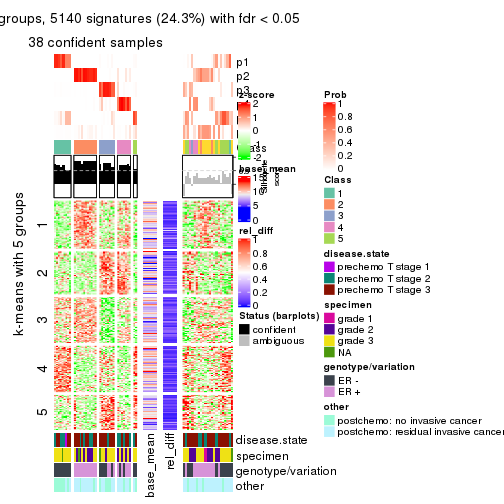 groups, 5140 signatures (24.3%) with fdr < 0.05
38 confident samples
p1
p2
p3
z-score
2
1
0
-1
-2
Silhouette
score
base_mean
1
0.5
0
rel_diff
1
0.8
0.6
0.4
0.2
0
Status (barplots)
confident
ambiguous
Prob
1
0.8
0.6
0.4
0.2
0
Class
1
2
3
4
5
disease.state
prechemo T stage 1
prechemo T stage 2
prechemo T stage 3
specimen
grade 1
grade 2
grade 3
NA
genotype/variation
ER -
ER +
other
postchemo: no invasive cancer
postchemo: residual invasive cancer
k-means with 5 groups
1
2
3
4
5
base_mean
rel_diff
disease.state
specimen
genotype/variation
other